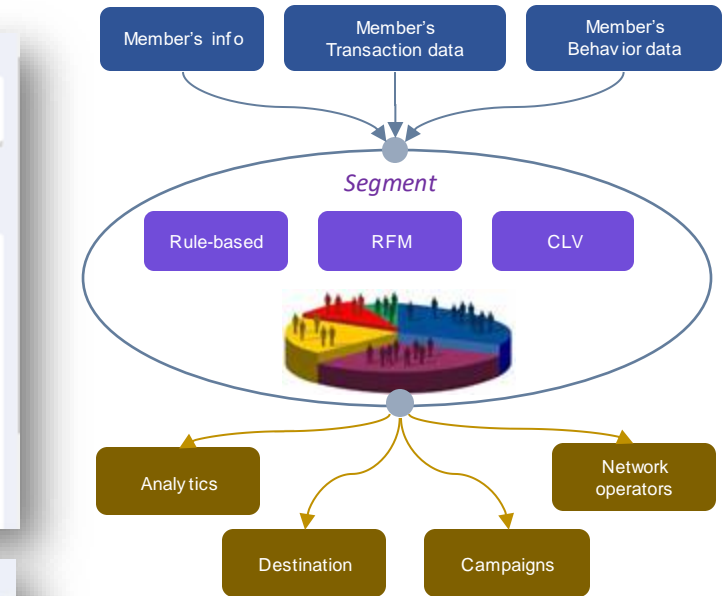 Member's info
Member's
Transaction data
Member's
Behavior data
Segment
Rule-based
RFM
CLV
Analytics
Network
operators
Destination
Campaigns